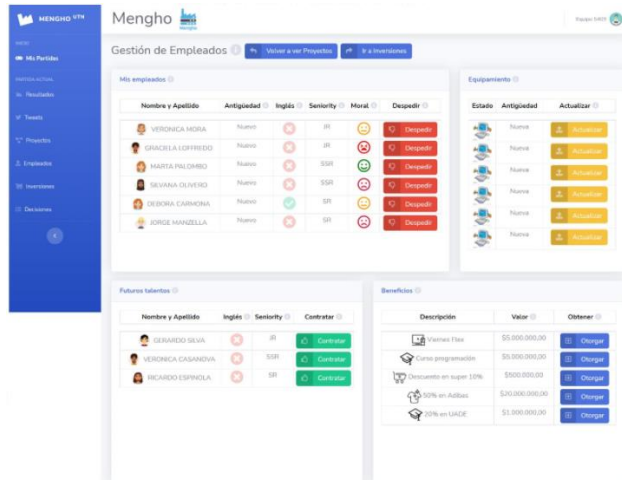 MENGHO UTN
Mengho
Mengho
INICIO
Mis Partidas
PARTIDA ACTUAL
Resultados
Tweets
Proyectos
Empleados
Inversiones
Decisiones
Gestión de Empleados
Volver a ver Proyectos
Ir a Inversiones
Mis empleados
Nombre y Apellido Antigüedad Inglés Seniority Moral Despedir
VERONICA MORA Nuevo JR Despedir
GRACIELA LOFFREDO Nuevo JR Despedir
MARTA PALOMBO Nuevo SSR Despedir
SILVANA OLIVERO Nuevo SSR Despedir
DEBORA CARMONA Nuevo SR Despedir
JORGE MANZELLA Nuevo SR Despedir
Equipamiento
Estado Antigüedad Actualizar
Nueva Actualizar
Nueva Actualizar
Nueva Actualizar
Nueva Actualizar
Nueva Actualizar
Nueva Actualizar
Futuros talentos
Nombre y Apellido Inglés Seniority Contratar
GERARDO SILVA JR Contratar
VERONICA CASANOVA SSR Contratar
RICARDO ESPINOLA SR Contratar
Beneficios
Descripción Valor Obtener
Viernes Flex $5.000.000,00 Otorgar
Curso programación $5.000.000,00 Otorgar
Descuento en super 10% $500.000,00 Otorgar
50% en Adibas $20.000.000,00 Otorgar
20% en UADE $1.000.000,00 Otorgar